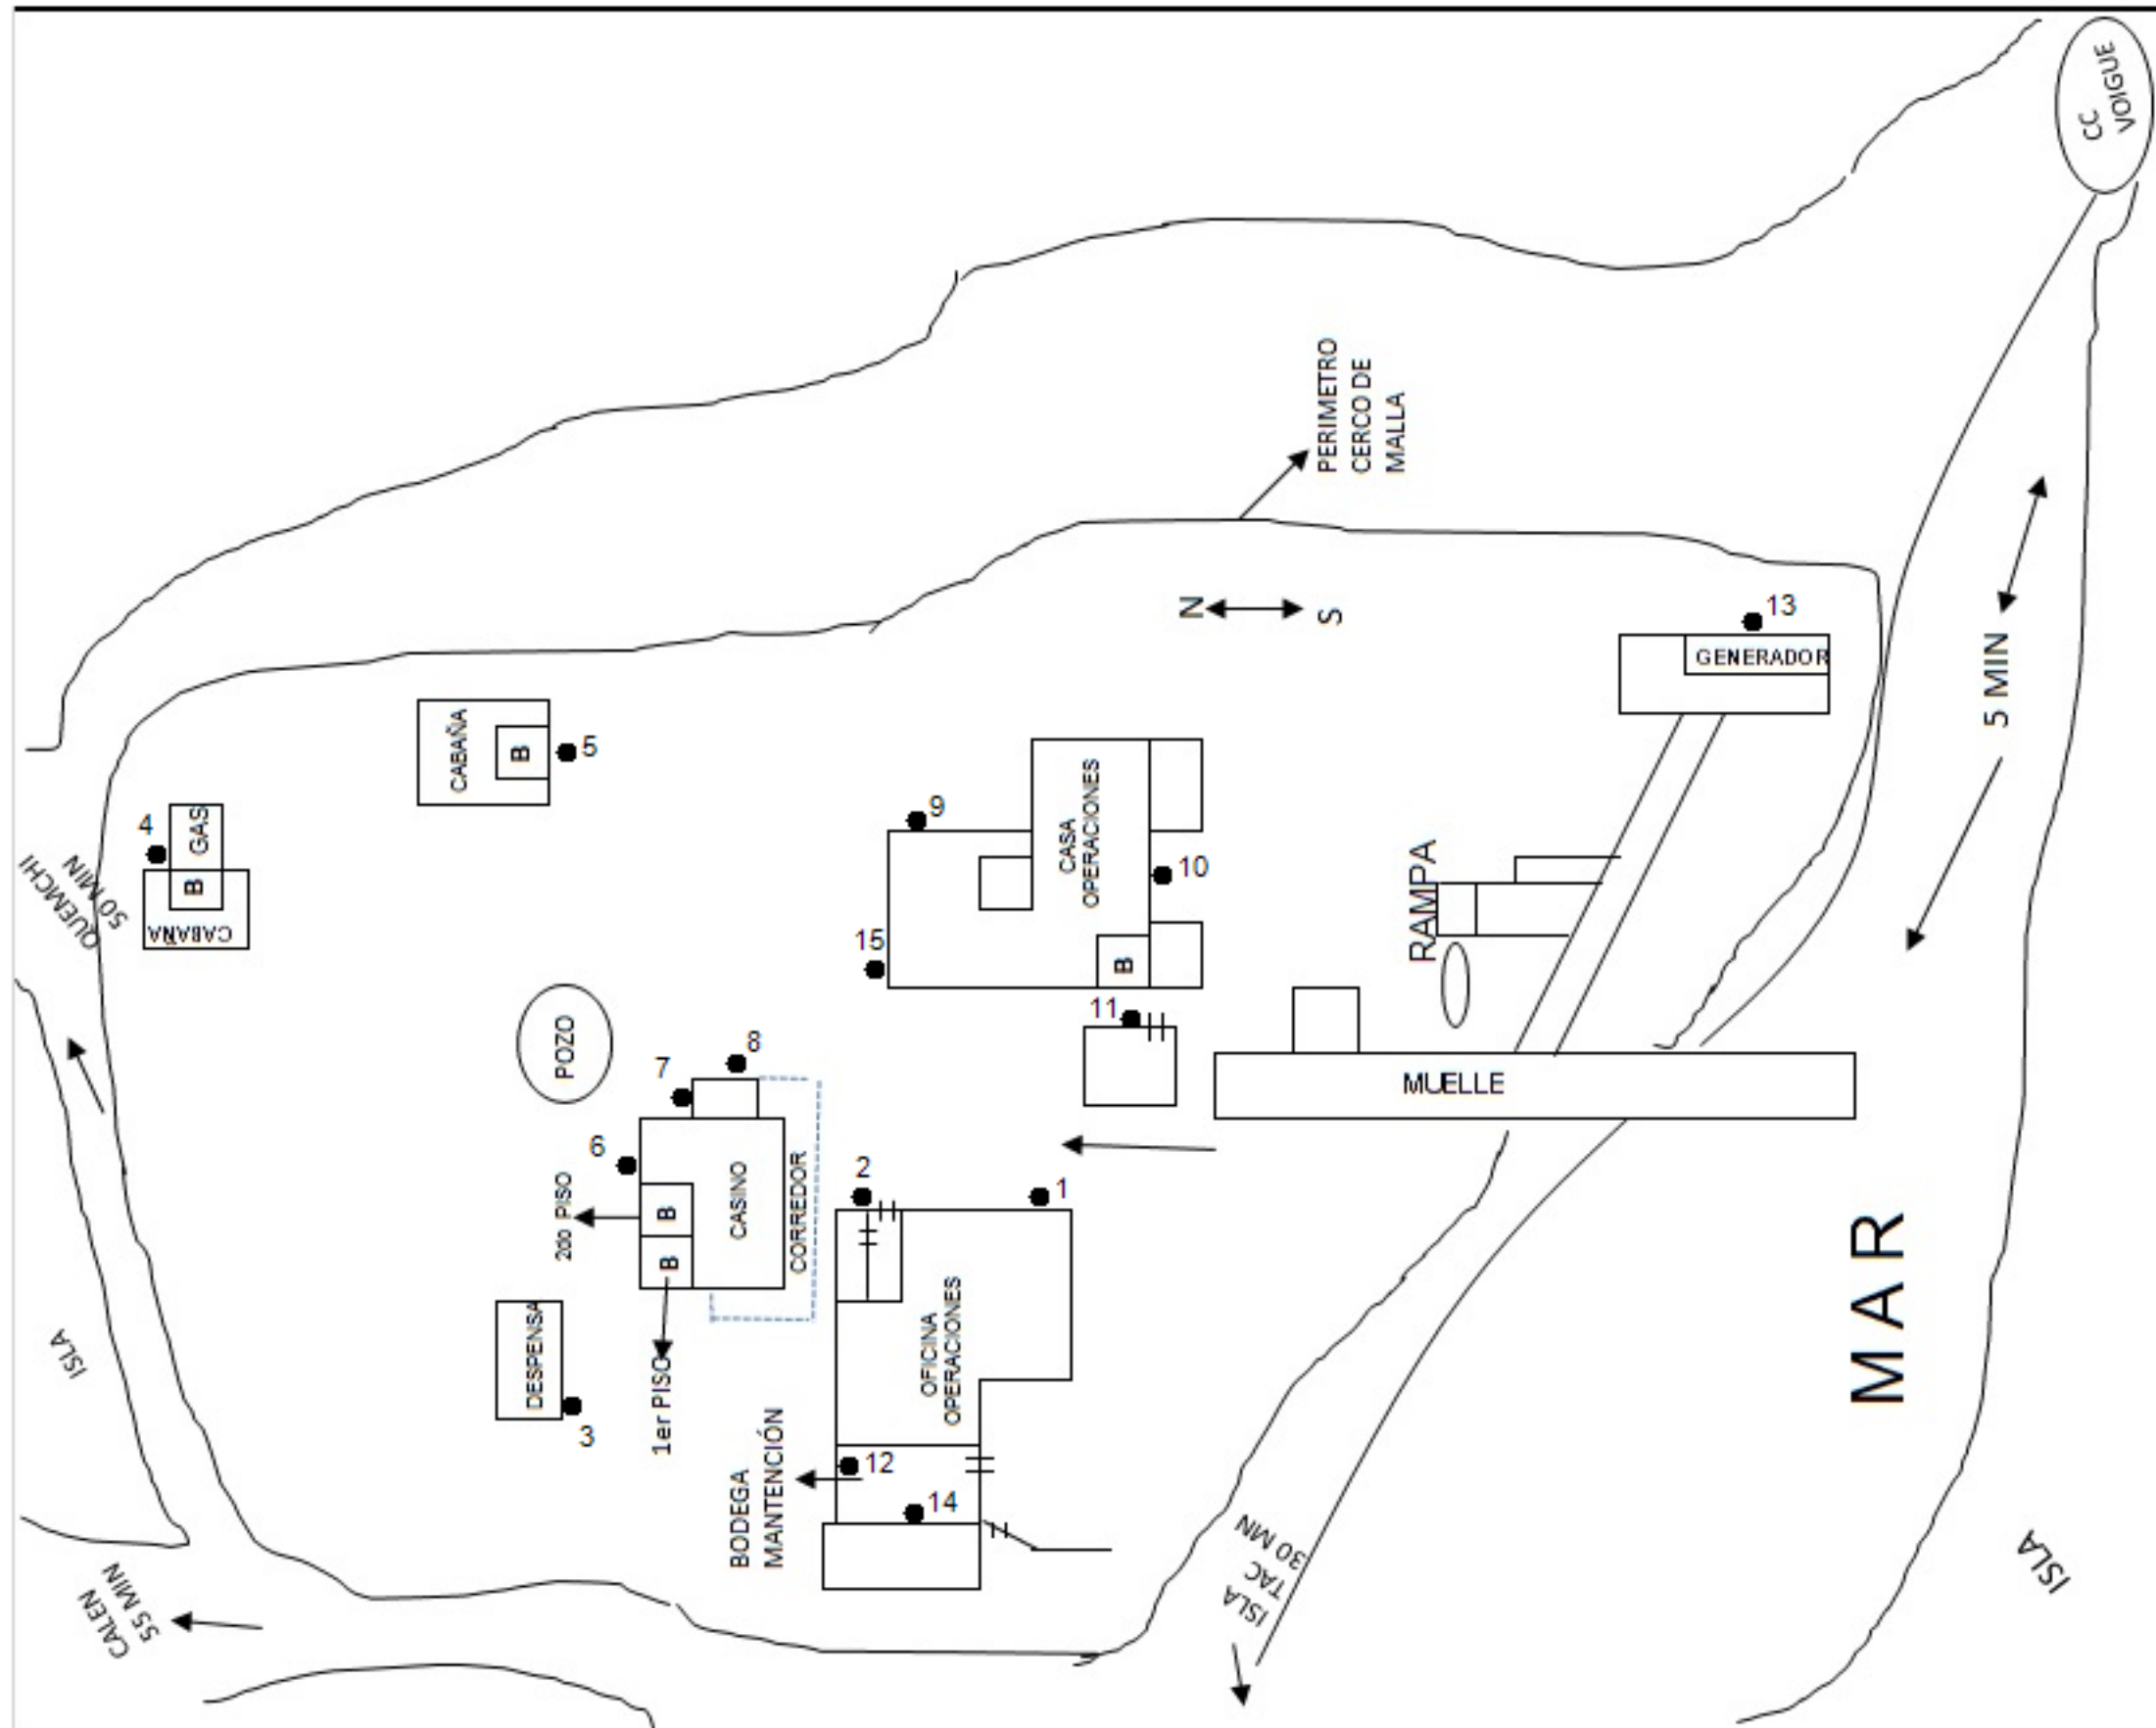 CC
VOIGUE
PERIMETRO
CERCO DE
MALLA
N
S
13
GENERADOR
5 MIN
CABAÑA
B
5
4
GAS
B
CABAÑA
QUEMCHI
50 MIN
9
CASA
OPERACIONES
10
15
B
RAMPA
11
POZO
7
8
MUELLE
6
2do PISO
B
B
CASINO
CORREDOR
2
1
MAR
DESPENSA
3
1er PISO
OFICINA
OPERACIONES
ISLA
BODEGA
MANTENCIÓN
12
14
CALEN
55 MIN
ISLA
TAC
30 MN
ISLA